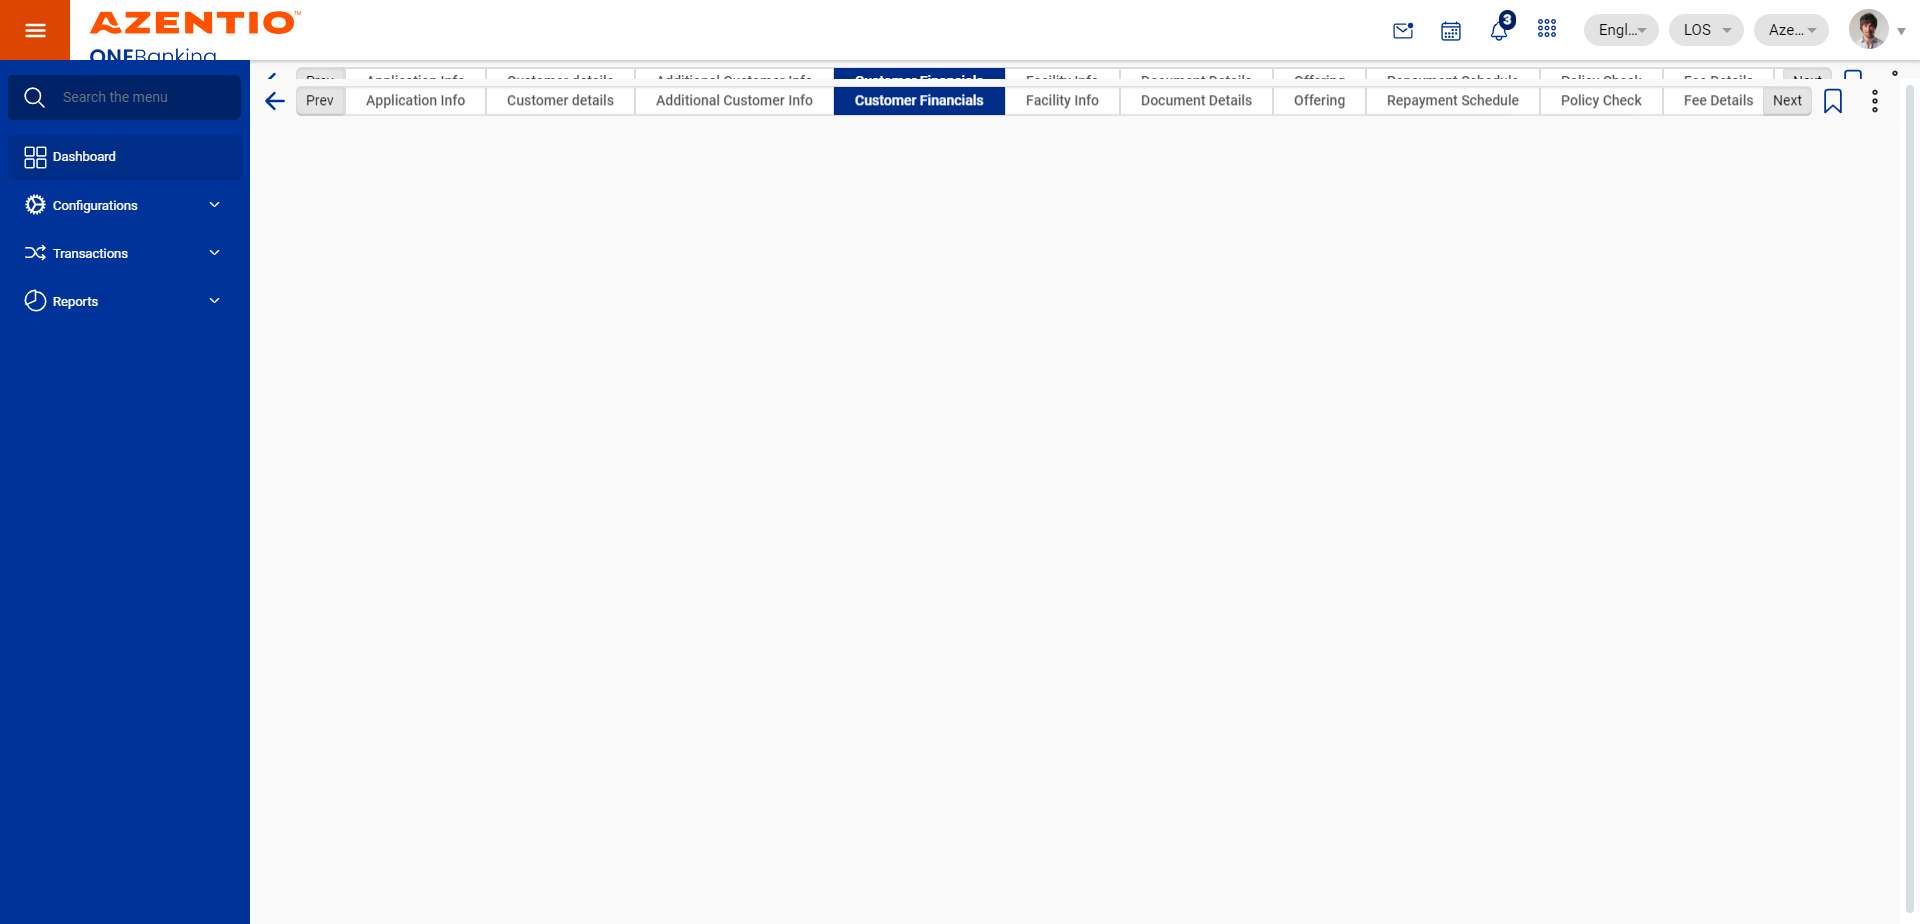 AZENTIO™
ONEBanking
3
Engl...
LOS
Aze...
Search the menu
Dashboard
Configurations
Transactions
Reports
Prev Application Info Customer details Additional Customer Info Customer Financials Facility Info Document Details Offering Repayment Schedule Policy Check Fee Details Next
Prev Application Info Customer details Additional Customer Info Customer Financials Facility Info Document Details Offering Repayment Schedule Policy Check Fee Details Next